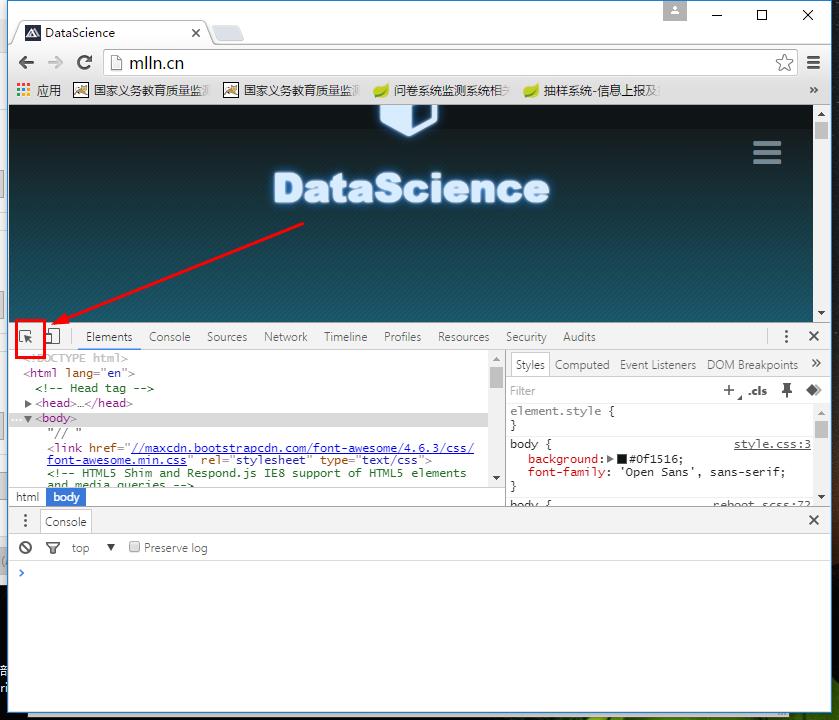 DataScience
mlln.cn
应用 国家义务教育质量监 国家义务教育质量监 问卷系统监测系统相 抽样系统-信息上报及 »
DataScience
Elements Console Sources Network Timeline Profiles Resources Security Audits
<!DOCTYPE html>
<html lang="en">
<!-- Head tag -->
<head>…</head>
...<body>
"// "
<link href="//maxcdn.bootstrapcdn.com/font-awesome/4.6.3/css/
font-awesome.min.css" rel="stylesheet" type="text/css">
<!-- HTML5 Shim and Respond.js IE8 support of HTML5 elements
and media queries -->
html body
Styles Computed Event Listeners DOM Breakpoints »
Filter + .cls
element.style {
}
body { style.css:3
background: #0f1516;
font-family: 'Open Sans', sans-serif;
}
body { reboot.scss:72
Console
top Preserve log
>